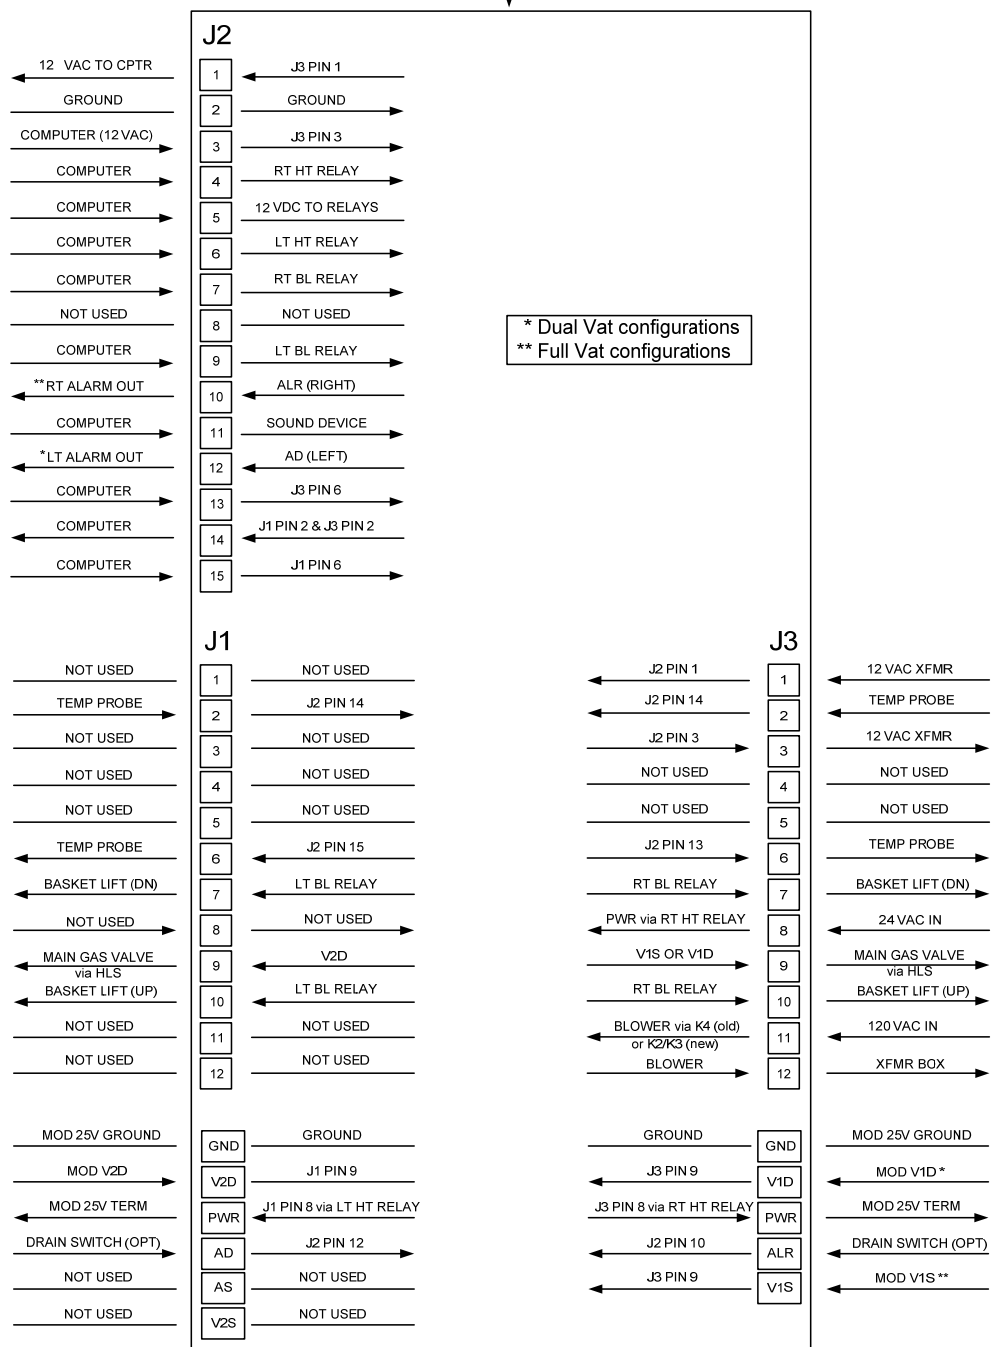 J2
12 VAC TO CPTR 1 J3 PIN 1
GROUND 2 GROUND
COMPUTER (12 VAC) 3 J3 PIN 3
COMPUTER 4 RT HT RELAY
COMPUTER 5 12 VDC TO RELAYS
COMPUTER 6 LT HT RELAY
COMPUTER 7 RT BL RELAY
NOT USED 8 NOT USED
* Dual Vat configurations
** Full Vat configurations
COMPUTER 9 LT BL RELAY
**RT ALARM OUT 10 ALR (RIGHT)
COMPUTER 11 SOUND DEVICE
*LT ALARM OUT 12 AD (LEFT)
COMPUTER 13 J3 PIN 6
COMPUTER 14 J1 PIN 2 & J3 PIN 2
COMPUTER 15 J1 PIN 6
J1
NOT USED 1 NOT USED
TEMP PROBE 2 J2 PIN 14
NOT USED 3 NOT USED
NOT USED 4 NOT USED
NOT USED 5 NOT USED
TEMP PROBE 6 J2 PIN 15
BASKET LIFT (DN) 7 LT BL RELAY
NOT USED 8 NOT USED
MAIN GAS VALVE 9 V2D
via HLS
BASKET LIFT (UP) 10 LT BL RELAY
NOT USED 11 NOT USED
NOT USED 12 NOT USED
MOD 25V GROUND GND GROUND
MOD V2D V2D J1 PIN 9
MOD 25V TERM PWR J1 PIN 8 via LT HT RELAY
DRAIN SWITCH (OPT) AD J2 PIN 12
NOT USED AS NOT USED
NOT USED V2S NOT USED
J3
J2 PIN 1 1 12 VAC XFMR
J2 PIN 14 2 TEMP PROBE
J2 PIN 3 3 12 VAC XFMR
NOT USED 4 NOT USED
NOT USED 5 NOT USED
J2 PIN 13 6 TEMP PROBE
RT BL RELAY 7 BASKET LIFT (DN)
PWR via RT HT RELAY 8 24 VAC IN
V1S OR V1D 9 MAIN GAS VALVE
via HLS
RT BL RELAY 10 BASKET LIFT (UP)
BLOWER via K4 (old) 11 120 VAC IN
or K2/K3 (new)
BLOWER 12 XFMR BOX
GROUND GND MOD 25V GROUND
J3 PIN 9 V1D MOD V1D *
J3 PIN 8 via RT HT RELAY PWR MOD 25V TERM
J2 PIN 10 ALR DRAIN SWITCH (OPT)
J3 PIN 9 V1S MOD V1S **